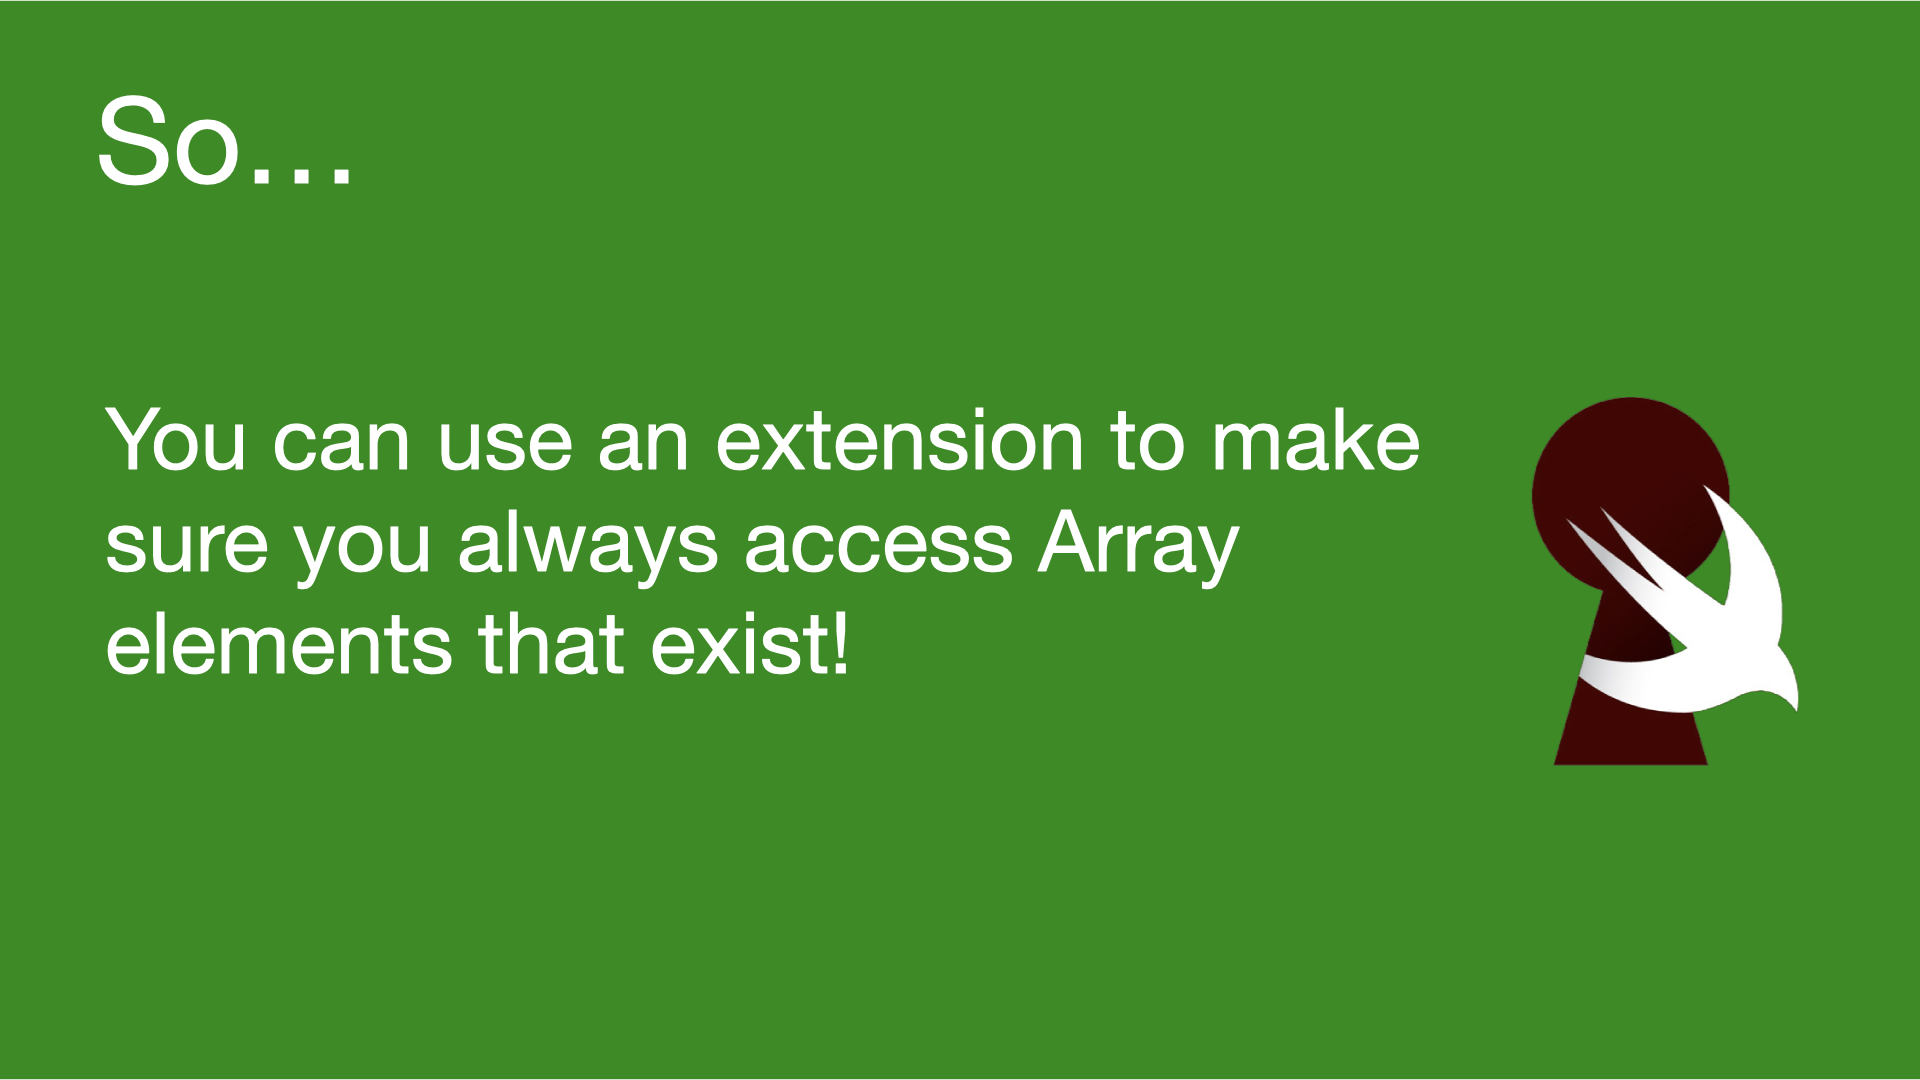 So...
You can use an extension to make
sure you always access Array
elements that exist!